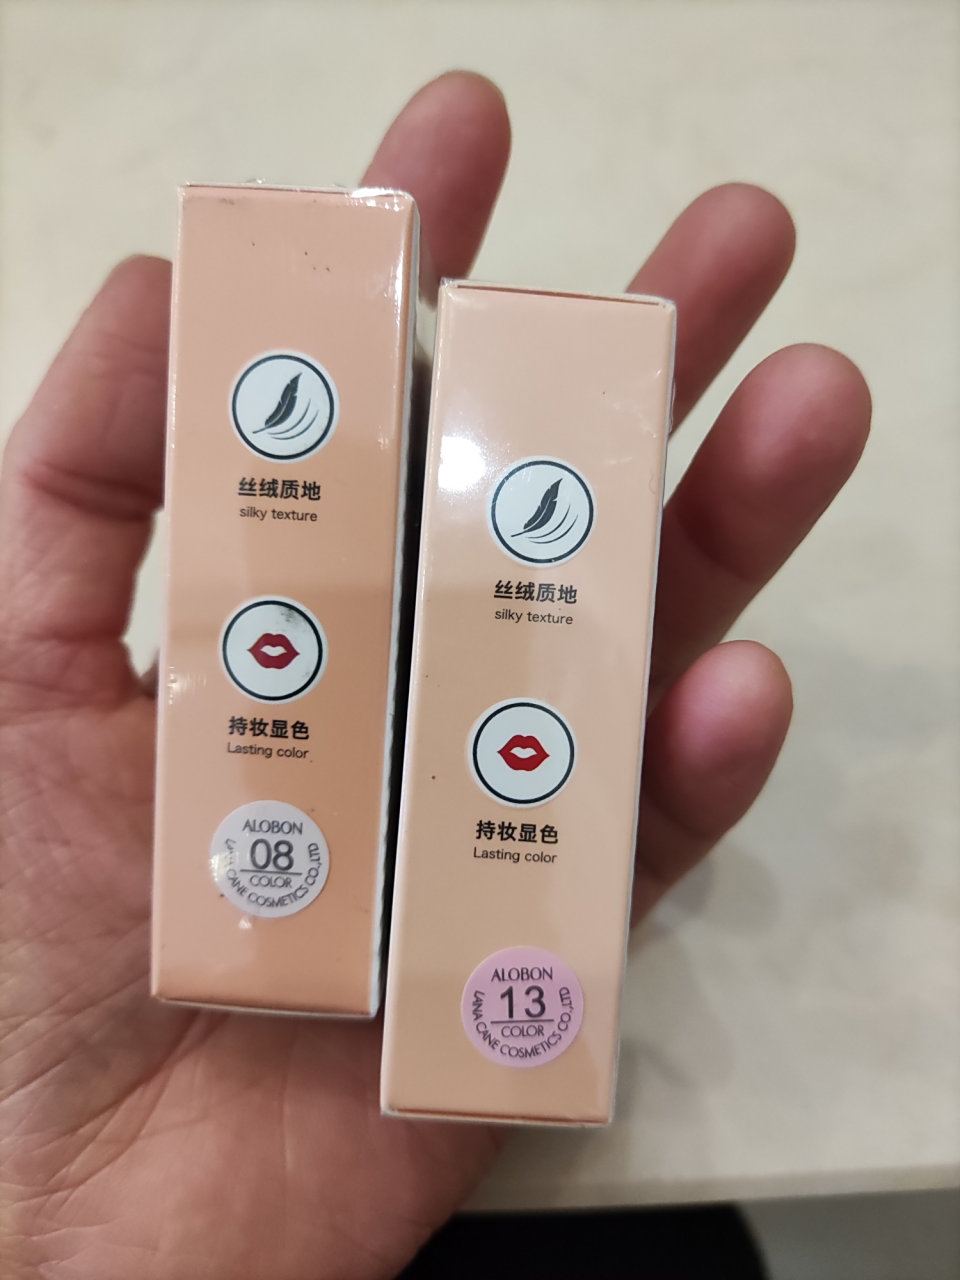 丝绒质地
silky texture
持妆显色
Lasting color
ALOBON
08
COLOR
LANA CANE COSMETICS CO.,LTD
丝绒质地
silky texture
持妆显色
Lasting color
ALOBON
13
COLOR
LANA CANE COSMETICS CO.,LTD